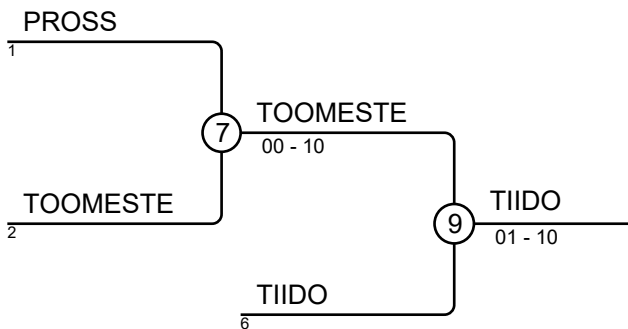 PROSS
1
7
TOOMESTE
00 - 10
TOOMESTE
2
9
TIIDO
01 - 10
TIIDO
6